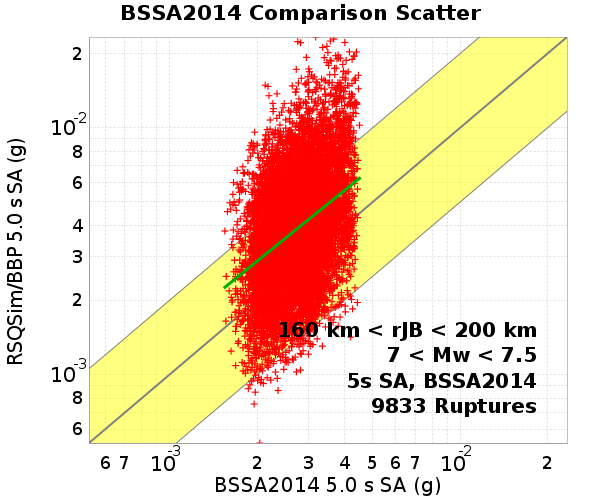 BSSA2014 Comparison Scatter
RSQSim/BBP 5.0 s SA (g)
2
10-2
8
6
4
3
2
10-3
8
6
160 km < rJB < 200 km
7 < Mw < 7.5
5s SA, BSSA2014
9833 Ruptures
6 7 10-3 2 3 4 5 6 7 10-2 2
BSSA2014 5.0 s SA (g)